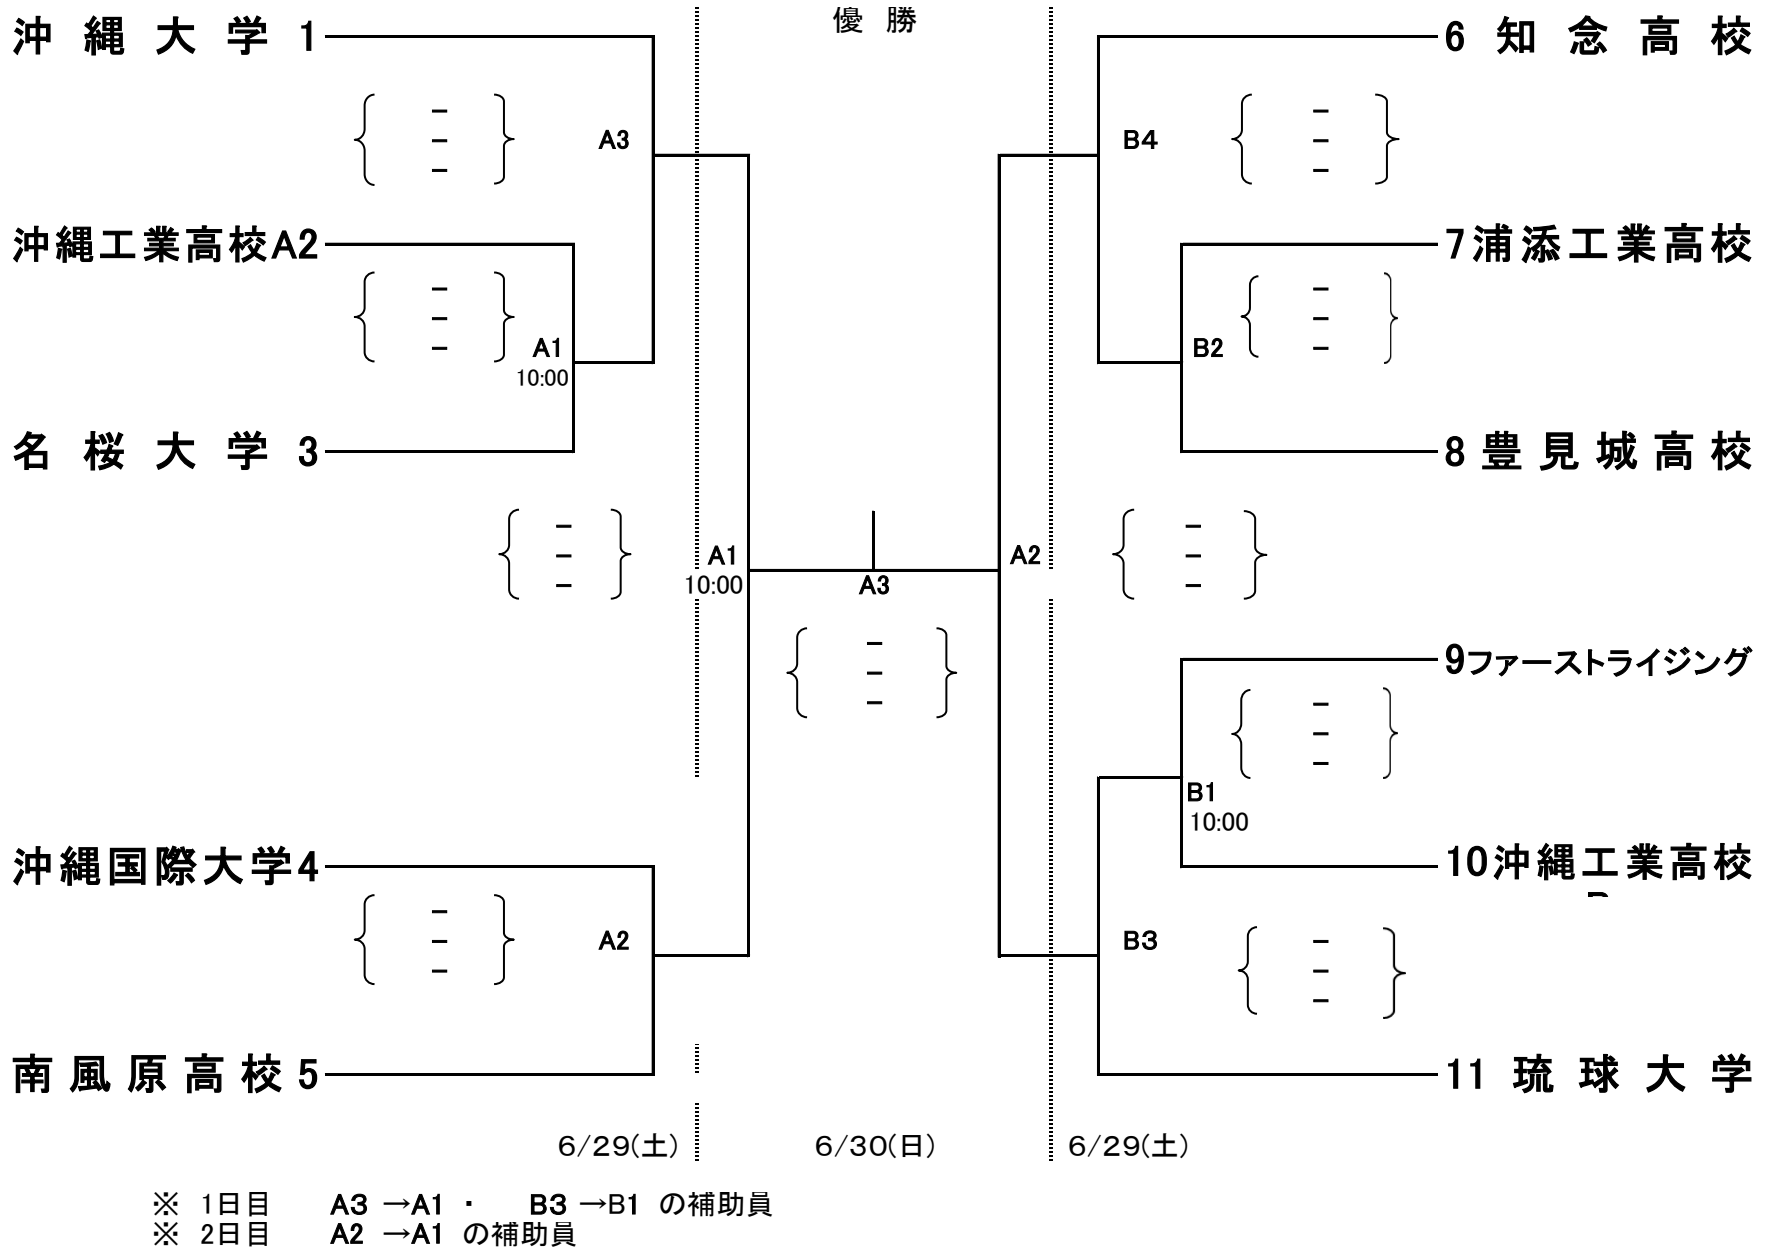 優 勝
沖縄大学 1
6 知念高校
A3
B4
沖縄工業高校A2
7浦添工業高校
A1
10:00
B2
名桜大学 3
8豊見城高校
A1
10:00
A3
A2
9ファーストライジング
B1
10:00
沖縄国際大学4
10沖縄工業高校
A2
B3
南風原高校 5
11 琉球大学
6/29(土)
6/30(日)
6/29(土)
※ 1日目 A3 →A1 ・ B3 →B1 の補助員
※ 2日目 A2 →A1 の補助員